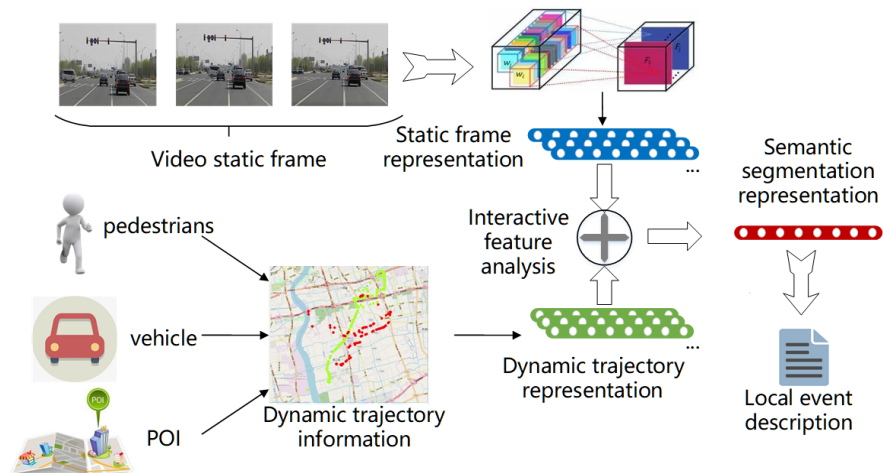 Video static frame
Static frame
representation
...
Semantic
segmentation
representation
Interactive
feature
analysis
pedestrians
vehicle
POI
POI
Dynamic trajectory
information
...
Dynamic trajectory
representation
Local event
description